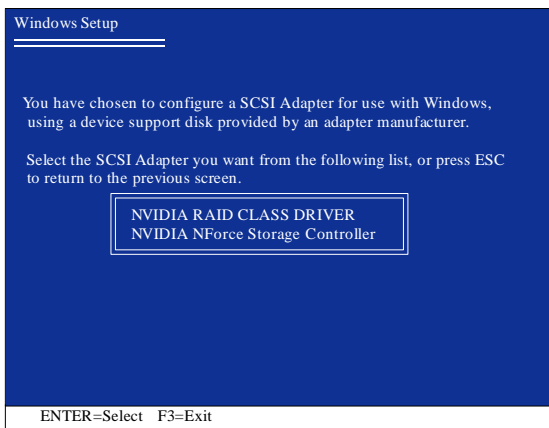 Windows Setup
You have chosen to configure a SCSI Adapter for use with Windows,
using a device support disk provided by an adapter manufacturer.
Select the SCSI Adapter you want from the following list, or press ESC
to return to the previous screen.
NVIDIA RAID CLASS DRIVER
NVIDIA NForce Storage Controller
ENTER=Select F3=Exit